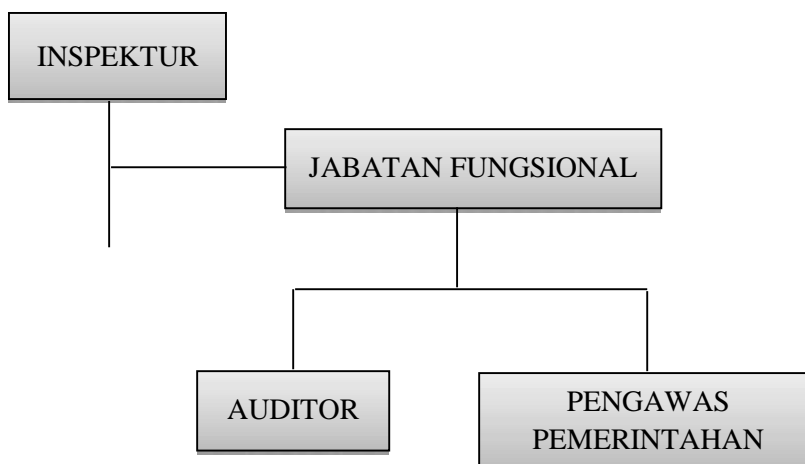 INSPEKTUR
JABATAN FUNGSIONAL
AUDITOR
PENGAWAS
PEMERINTAHAN